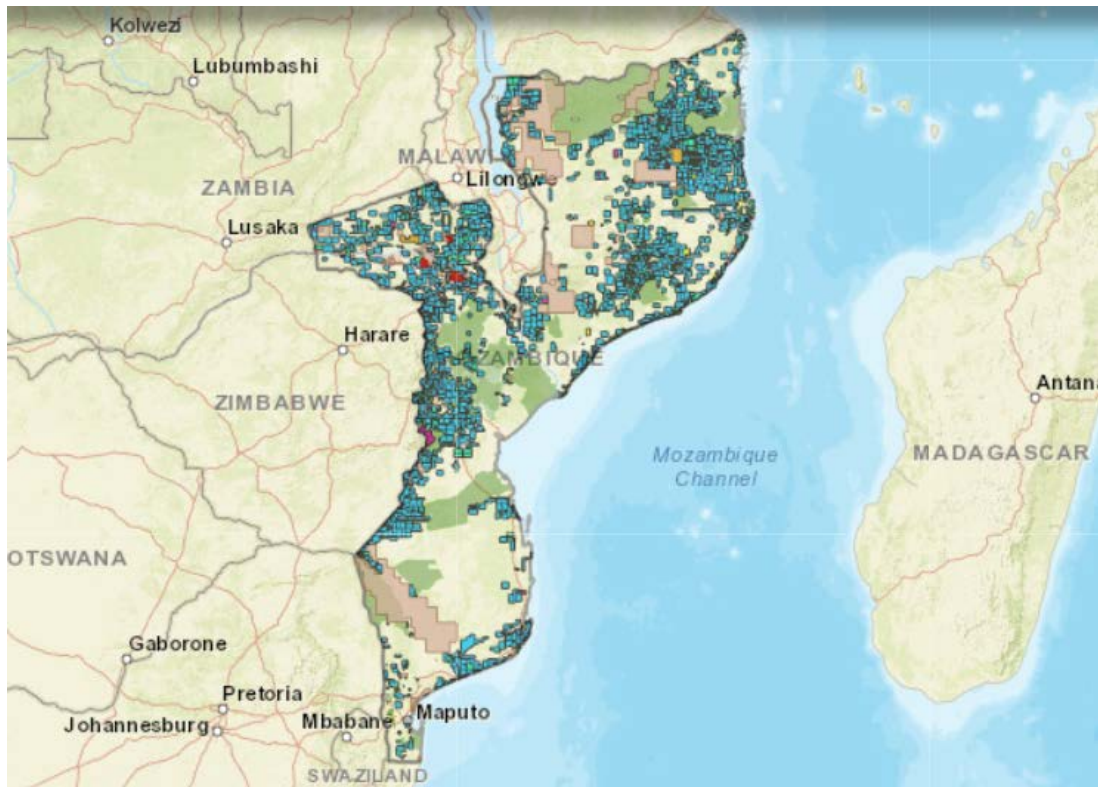 Kolwezi
Lubumbashi
MALAWI
Lilongwe
ZAMBIA
Lusaka
Harare
MOZAMBIQUE
ZIMBABWE
Antana
MADAGASCAR
Mozambique
Channel
OTSWANA
Gaborone
Pretoria
Johannesburg
Mbabane
Maputo
SWAZILAND